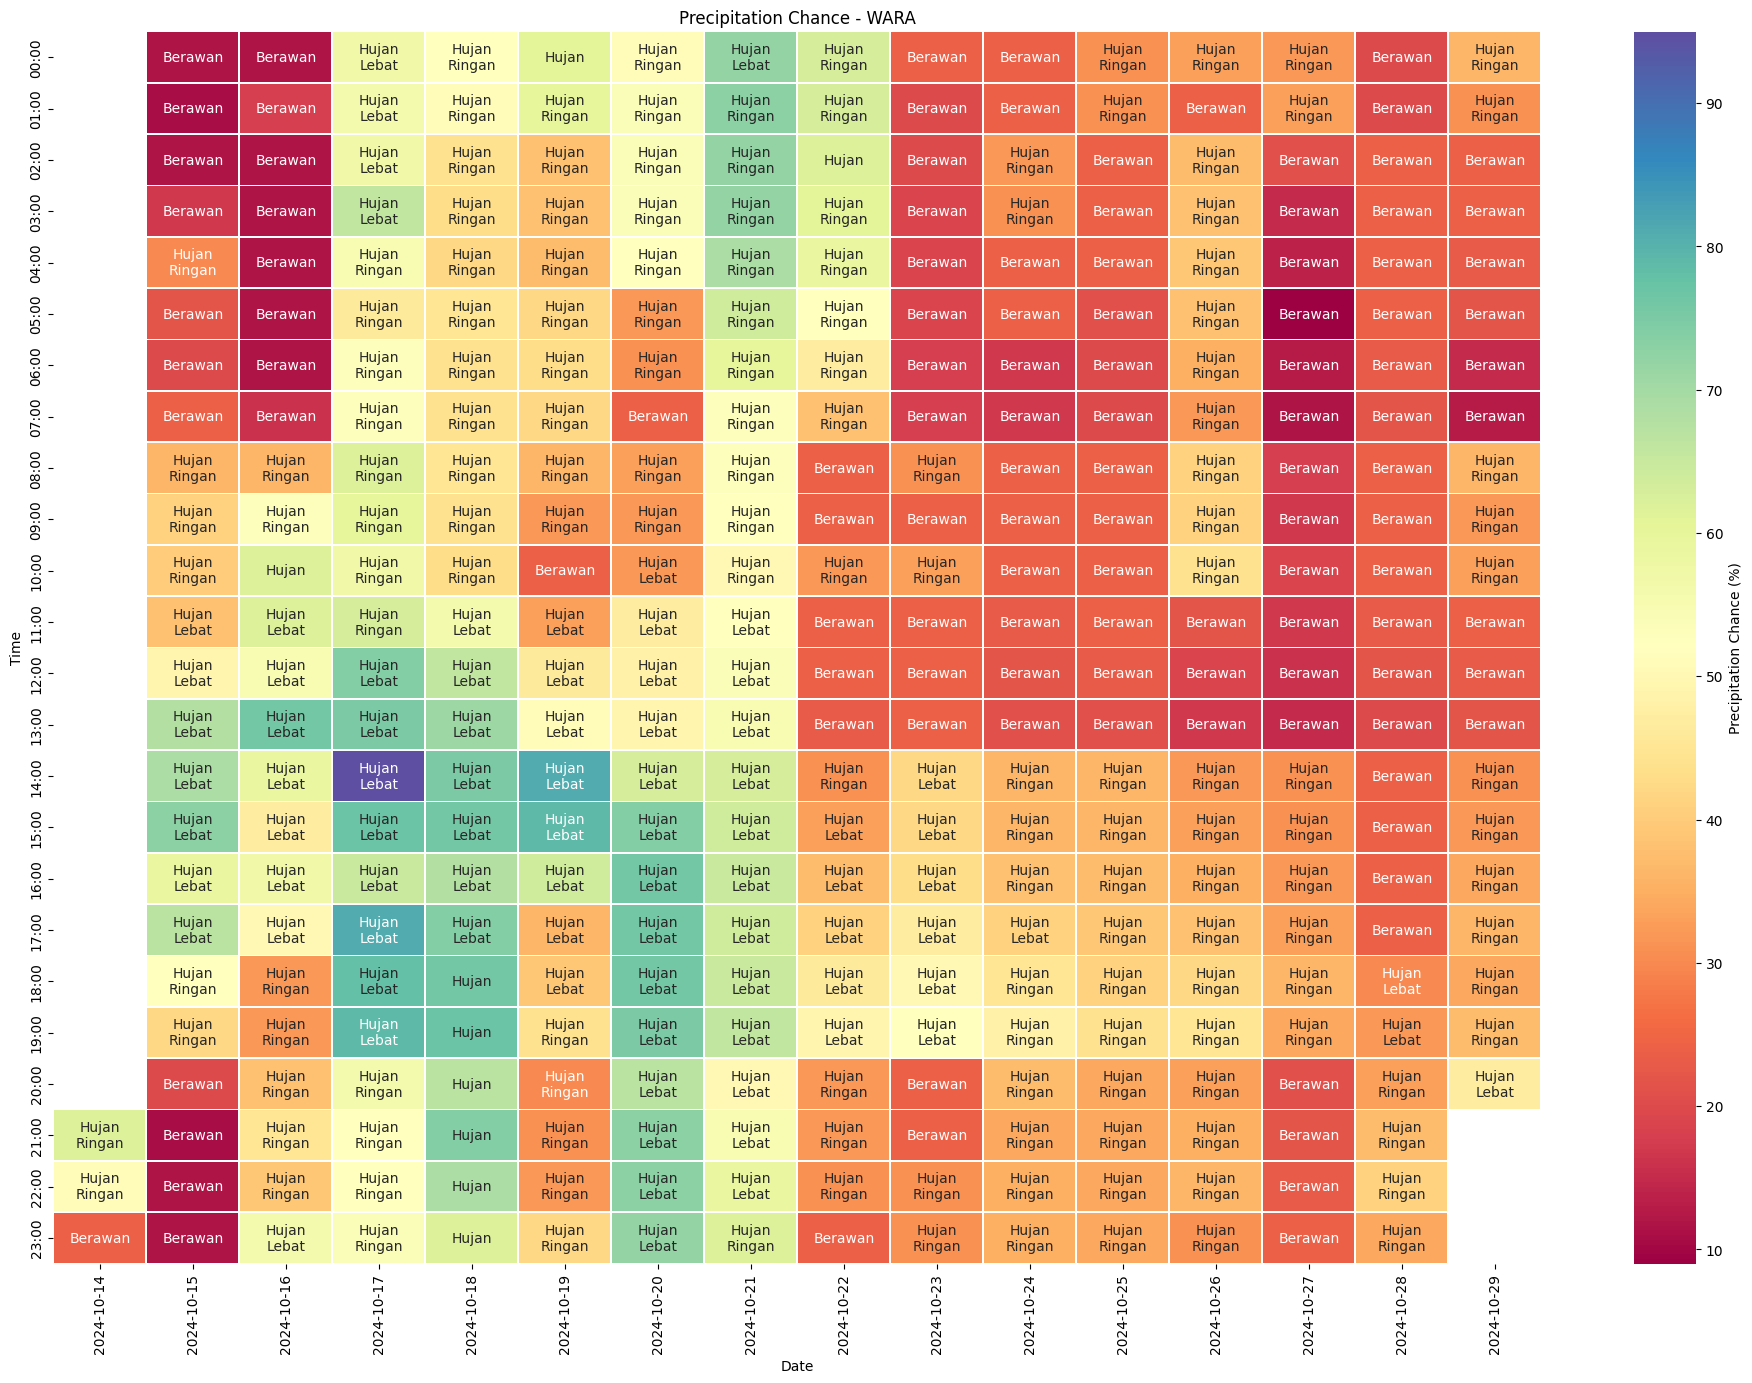 Precipitation Chance - WARA
00:00 Berawan Berawan Hujan Lebat Hujan Ringan Hujan Hujan Ringan Hujan Lebat Hujan Ringan Berawan Berawan Hujan Ringan Hujan Ringan Hujan Ringan Berawan Hujan Ringan
01:00 Berawan Berawan Hujan Lebat Hujan Ringan Hujan Ringan Hujan Ringan Hujan Ringan Hujan Ringan Berawan Berawan Hujan Ringan Berawan Hujan Ringan Berawan Hujan Ringan
02:00 Berawan Berawan Hujan Lebat Hujan Ringan Hujan Ringan Hujan Ringan Hujan Ringan Hujan Berawan Hujan Ringan Berawan Hujan Ringan Berawan Berawan Berawan
03:00 Berawan Berawan Hujan Lebat Hujan Ringan Hujan Ringan Hujan Ringan Hujan Ringan Hujan Ringan Berawan Hujan Ringan Berawan Hujan Ringan Berawan Berawan Berawan
04:00 Hujan Ringan Berawan Hujan Ringan Hujan Ringan Hujan Ringan Hujan Ringan Hujan Ringan Hujan Ringan Berawan Berawan Berawan Hujan Ringan Berawan Berawan Berawan
05:00 Berawan Berawan Hujan Ringan Hujan Ringan Hujan Ringan Hujan Ringan Hujan Ringan Hujan Ringan Berawan Berawan Berawan Hujan Ringan Berawan Berawan Berawan
06:00 Berawan Berawan Hujan Ringan Hujan Ringan Hujan Ringan Hujan Ringan Hujan Ringan Hujan Ringan Berawan Berawan Berawan Hujan Ringan Berawan Berawan Berawan
07:00 Berawan Berawan Hujan Ringan Hujan Ringan Hujan Ringan Berawan Hujan Ringan Hujan Ringan Berawan Berawan Berawan Hujan Ringan Berawan Berawan Berawan
08:00 Hujan Ringan Hujan Ringan Hujan Ringan Hujan Ringan Hujan Ringan Hujan Ringan Hujan Ringan Berawan Hujan Ringan Berawan Berawan Hujan Ringan Berawan Berawan Hujan Ringan
09:00 Hujan Ringan Hujan Ringan Hujan Ringan Hujan Ringan Hujan Ringan Hujan Ringan Hujan Ringan Berawan Berawan Berawan Berawan Hujan Ringan Berawan Berawan Hujan Ringan
10:00 Hujan Ringan Hujan Hujan Ringan Hujan Ringan Berawan Hujan Lebat Hujan Ringan Hujan Ringan Hujan Ringan Berawan Berawan Hujan Ringan Berawan Berawan Hujan Ringan
11:00 Hujan Lebat Hujan Lebat Hujan Ringan Hujan Lebat Hujan Lebat Hujan Lebat Hujan Lebat Berawan Berawan Berawan Berawan Berawan Berawan Berawan Berawan
12:00 Hujan Lebat Hujan Lebat Hujan Lebat Hujan Lebat Hujan Lebat Hujan Lebat Hujan Lebat Berawan Berawan Berawan Berawan Berawan Berawan Berawan Berawan
13:00 Hujan Lebat Hujan Lebat Hujan Lebat Hujan Lebat Hujan Lebat Hujan Lebat Hujan Lebat Berawan Berawan Berawan Berawan Berawan Berawan Berawan Berawan
14:00 Hujan Lebat Hujan Lebat Hujan Lebat Hujan Lebat Hujan Lebat Hujan Lebat Hujan Lebat Hujan Ringan Hujan Lebat Hujan Ringan Hujan Ringan Hujan Ringan Hujan Ringan Berawan Hujan Ringan
15:00 Hujan Lebat Hujan Lebat Hujan Lebat Hujan Lebat Hujan Lebat Hujan Lebat Hujan Lebat Hujan Lebat Hujan Lebat Hujan Ringan Hujan Ringan Hujan Ringan Hujan Ringan Berawan Hujan Ringan
16:00 Hujan Lebat Hujan Lebat Hujan Lebat Hujan Lebat Hujan Lebat Hujan Lebat Hujan Lebat Hujan Lebat Hujan Lebat Hujan Ringan Hujan Ringan Hujan Ringan Hujan Ringan Berawan Hujan Ringan
17:00 Hujan Lebat Hujan Lebat Hujan Lebat Hujan Lebat Hujan Lebat Hujan Lebat Hujan Lebat Hujan Lebat Hujan Lebat Hujan Lebat Hujan Ringan Hujan Ringan Hujan Ringan Berawan Hujan Ringan
18:00 Hujan Ringan Hujan Ringan Hujan Lebat Hujan Hujan Lebat Hujan Lebat Hujan Lebat Hujan Lebat Hujan Lebat Hujan Ringan Hujan Ringan Hujan Ringan Hujan Ringan Hujan Lebat Hujan Ringan
19:00 Hujan Ringan Hujan Ringan Hujan Lebat Hujan Hujan Ringan Hujan Lebat Hujan Lebat Hujan Lebat Hujan Lebat Hujan Ringan Hujan Ringan Hujan Ringan Hujan Ringan Hujan Lebat Hujan Ringan
20:00 Berawan Hujan Ringan Hujan Ringan Hujan Hujan Ringan Hujan Lebat Hujan Lebat Hujan Ringan Berawan Hujan Ringan Hujan Ringan Hujan Ringan Berawan Hujan Ringan Hujan Lebat
21:00 Hujan Ringan Berawan Hujan Ringan Hujan Ringan Hujan Hujan Ringan Hujan Lebat Hujan Lebat Hujan Ringan Berawan Hujan Ringan Hujan Ringan Hujan Ringan Berawan Hujan Ringan
22:00 Hujan Ringan Berawan Hujan Ringan Hujan Ringan Hujan Hujan Ringan Hujan Lebat Hujan Lebat Hujan Ringan Hujan Ringan Hujan Ringan Hujan Ringan Hujan Ringan Berawan Hujan Ringan
23:00 Berawan Berawan Hujan Lebat Hujan Ringan Hujan Hujan Ringan Hujan Lebat Hujan Ringan Berawan Hujan Ringan Hujan Ringan Hujan Ringan Hujan Ringan Berawan Hujan Ringan
Time
2024-10-14 2024-10-15 2024-10-16 2024-10-17 2024-10-18 2024-10-19 2024-10-20 2024-10-21 2024-10-22 2024-10-23 2024-10-24 2024-10-25 2024-10-26 2024-10-27 2024-10-28 2024-10-29
Date
90
80
70
60
50
40
30
20
10
Precipitation Chance (%)